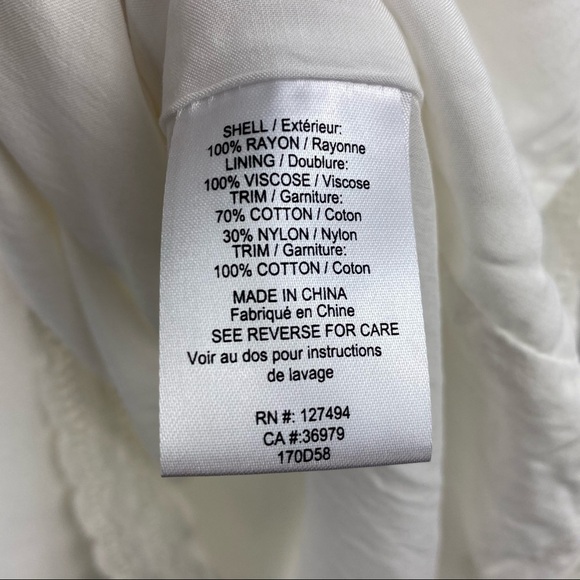 SHELL / Extérieur:
100% RAYON / Rayonne
LINING / Doublure:
100% VISCOSE / Viscose
TRIM / Garniture:
70% COTTON / Coton
30% NYLON / Nylon
TRIM / Garniture:
100% COTTON / Coton
MADE IN CHINA
Fabriqué en Chine
SEE REVERSE FOR CARE
Voir au dos pour instructions
de lavage
RN #: 127494
CA #:36979
170D58